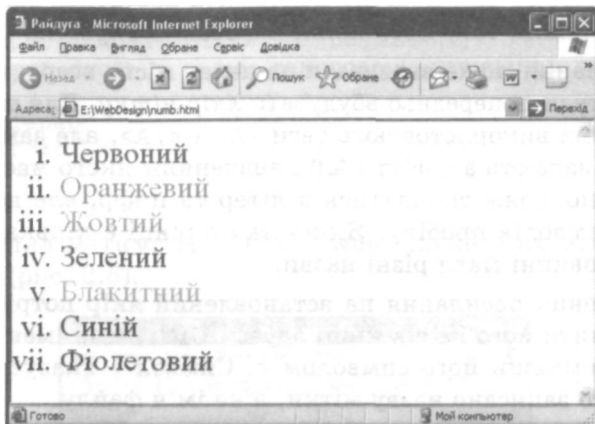 Райдуга - Microsoft Internet Explorer
Файл Правка Вигляд Обране Сервіс Довідка
Назад Пошук Обране »
Адреса: E:\WebDesign\numb.html Перехід
i. Червоний
ii. Оранжевий
iii. Жовтий
iv. Зелений
v. Блакитний
vi. Синій
vii. Фіолетовий
Готово Мой компьютер